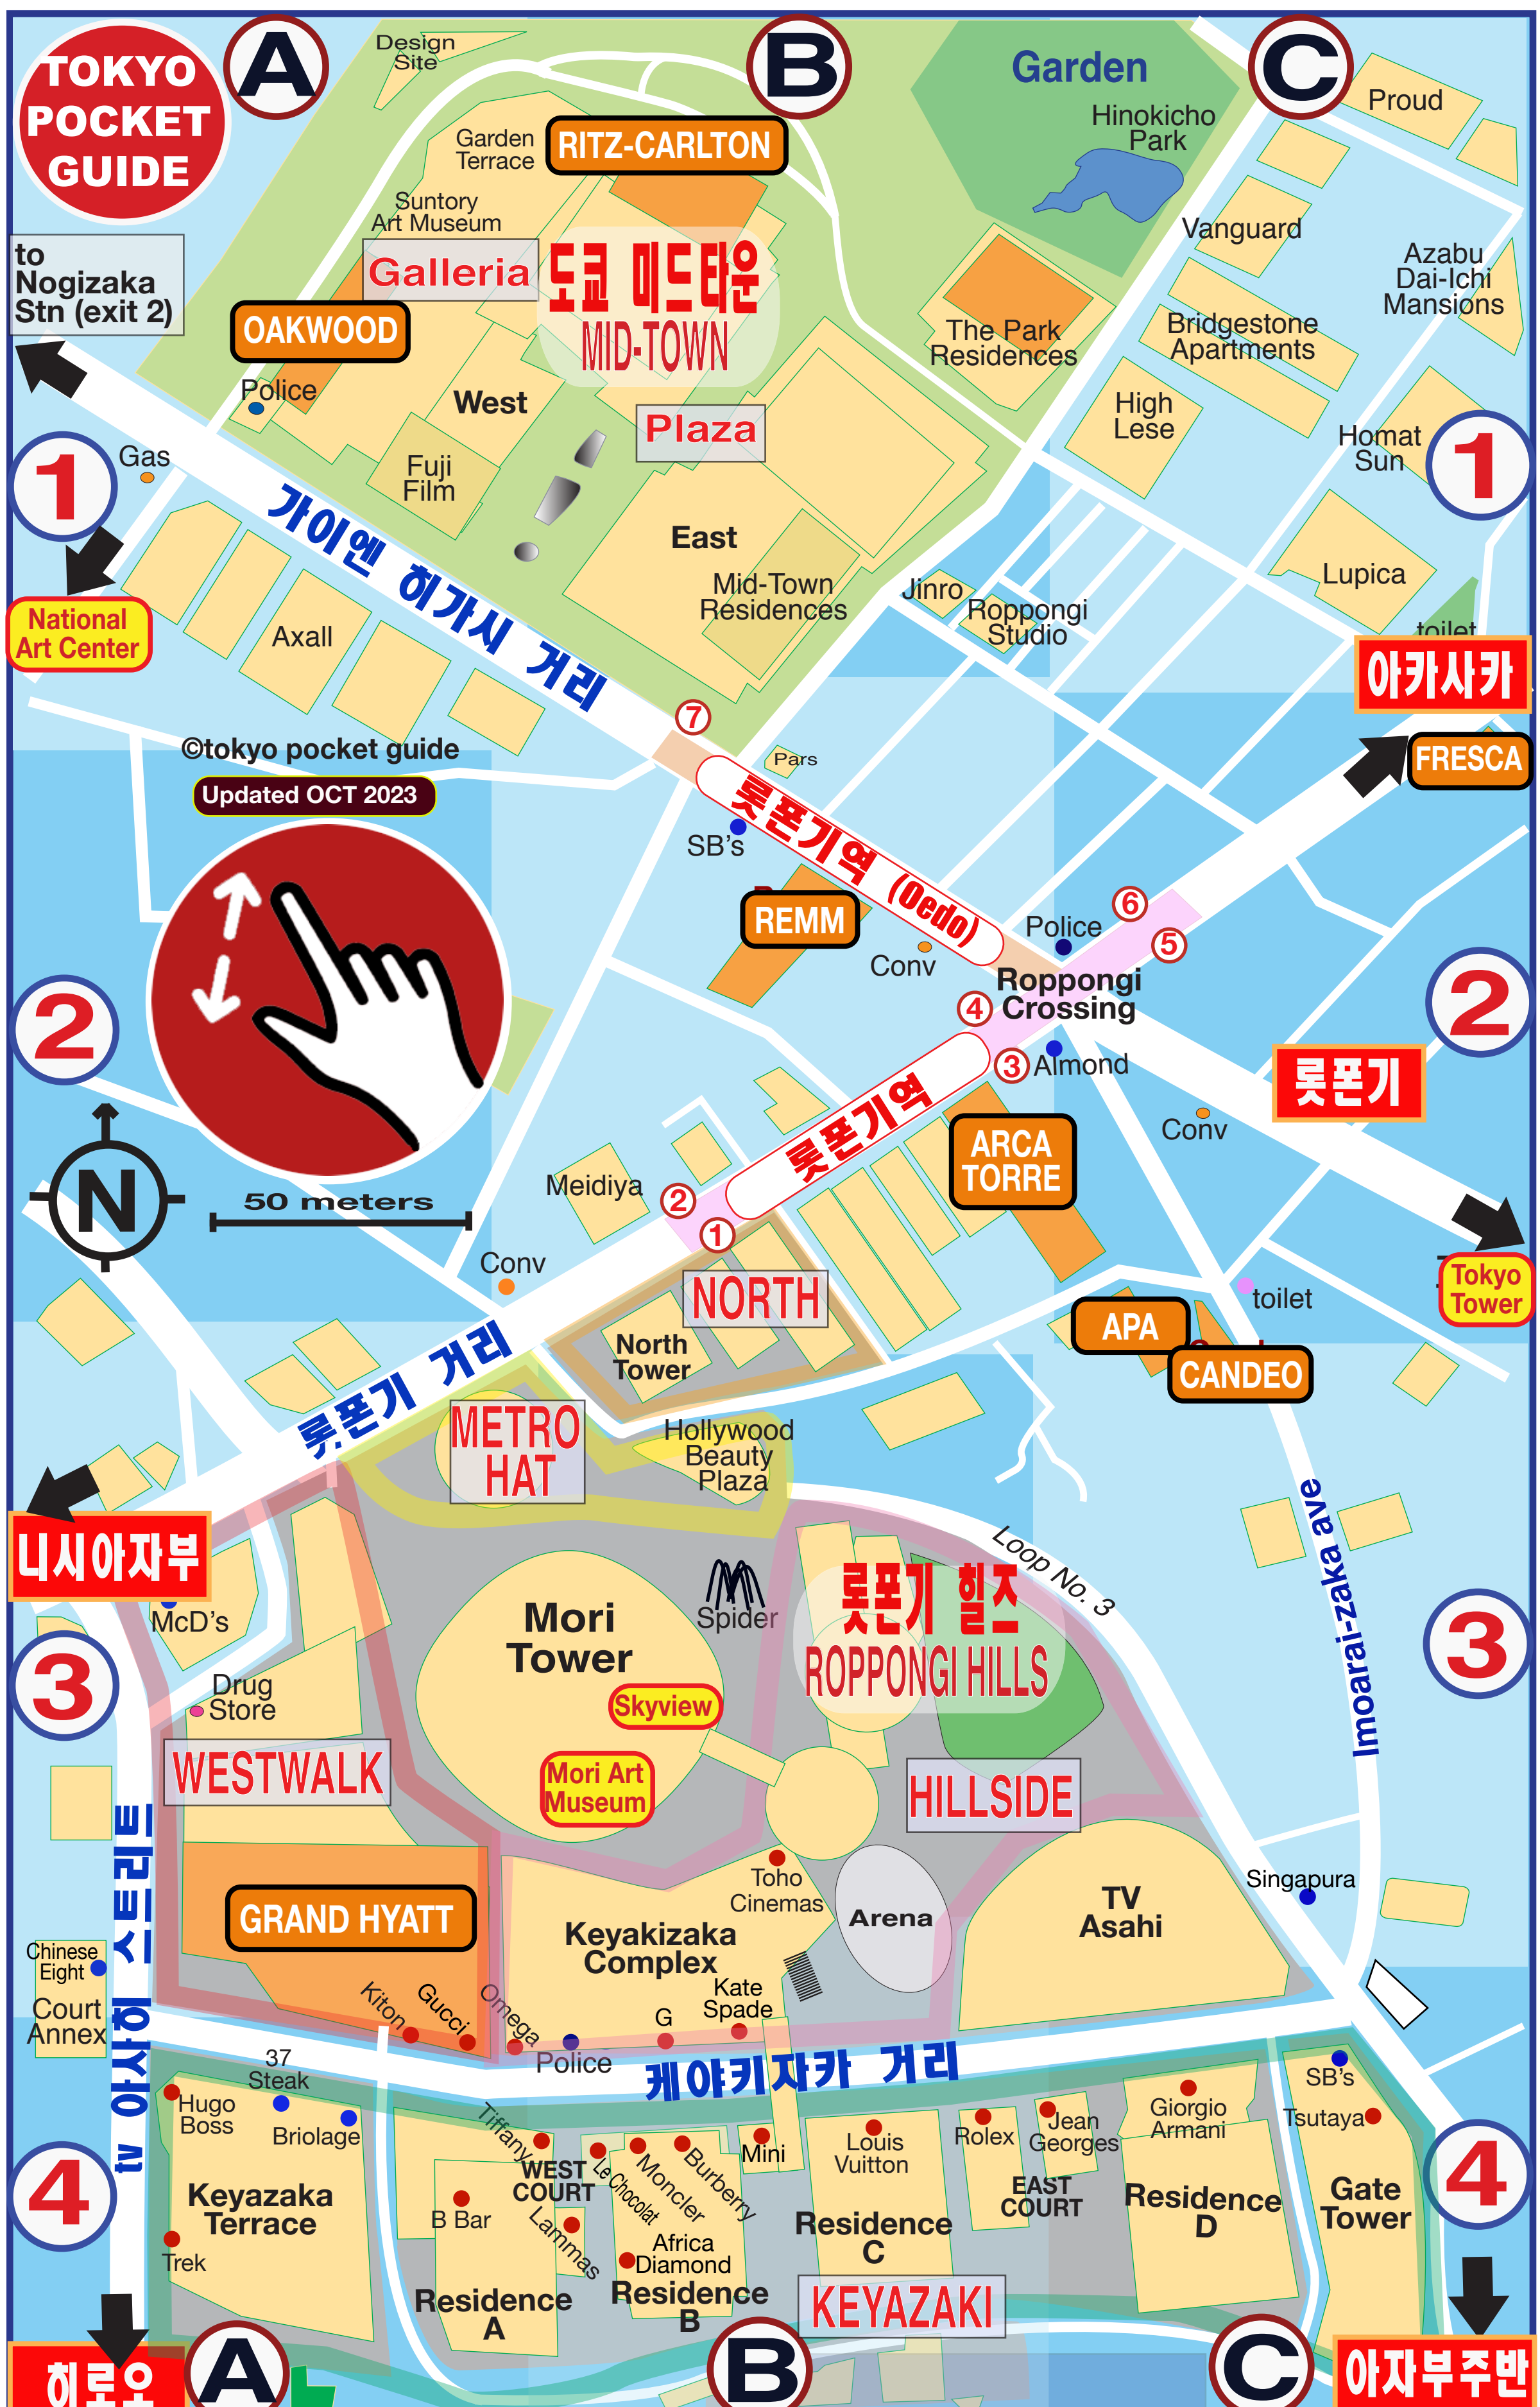 TOKYO
POCKET
GUIDE
A
B
C
Design
Site
Garden
Hinokicho
Park
Proud
Garden
Terrace
RITZ-CARLTON
Suntory
Art Museum
Vanguard
to
Nogizaka
Stn (exit 2)
Galleria
도쿄 미드타운
MID-TOWN
Azabu
Dai-Ichi
Mansions
OAKWOOD
The Park
Residences
Bridgestone
Apartments
Police
West
Plaza
High
Lese
Homat
Sun
1
Gas
Fuji
Film
1
가이엔 히가시 거리
East
Mid-Town
Residences
Jinro
Roppongi
Studio
Lupica
National
Art Center
Axall
toilet
아카사카
7
©tokyo pocket guide
Updated OCT 2023
Pars
FRESCA
롯폰기역 (Oedo)
SB's
REMM
Conv
Police
6
5
Roppongi
Crossing
4
3
Almond
2
2
롯폰기
Conv
롯폰기역
ARCA
TORRE
N
50 meters
Meidiya
2
1
Conv
NORTH
North
Tower
toilet
Tokyo
Tower
APA
CANDEO
롯폰기 거리
METRO
HAT
Hollywood
Beauty
Plaza
Loop No. 3
Imoarai-zaka ave
니시아자부
McD's
Mori
Tower
Spider
롯폰기 힐즈
ROPPONGI HILLS
3
3
Drug
Store
Skyview
WESTWALK
Mori Art
Museum
HILLSIDE
GRAND HYATT
Toho
Cinemas
Arena
TV
Asahi
Singapura
Keyakizaka
Complex
Chinese
Eight
Court
Annex
tv 아사히 스트리트
Kiton
Gucci
Omega
Police
G
Kate
Spade
케야키자카 거리
37
Steak
Hugo
Boss
Briolage
Tiffany
WEST
COURT
Le Chocolat
Moncler
Burberry
Mini
Louis
Vuitton
Rolex
Jean
Georges
Giorgio
Armani
SB's
Tsutaya
4
4
Keyazaka
Terrace
B Bar
Lammas
Africa
Diamond
Residence
C
EAST
COURT
Residence
D
Gate
Tower
Trek
Residence
A
Residence
B
KEYAZAKI
히로오
A
B
C
아자부주반